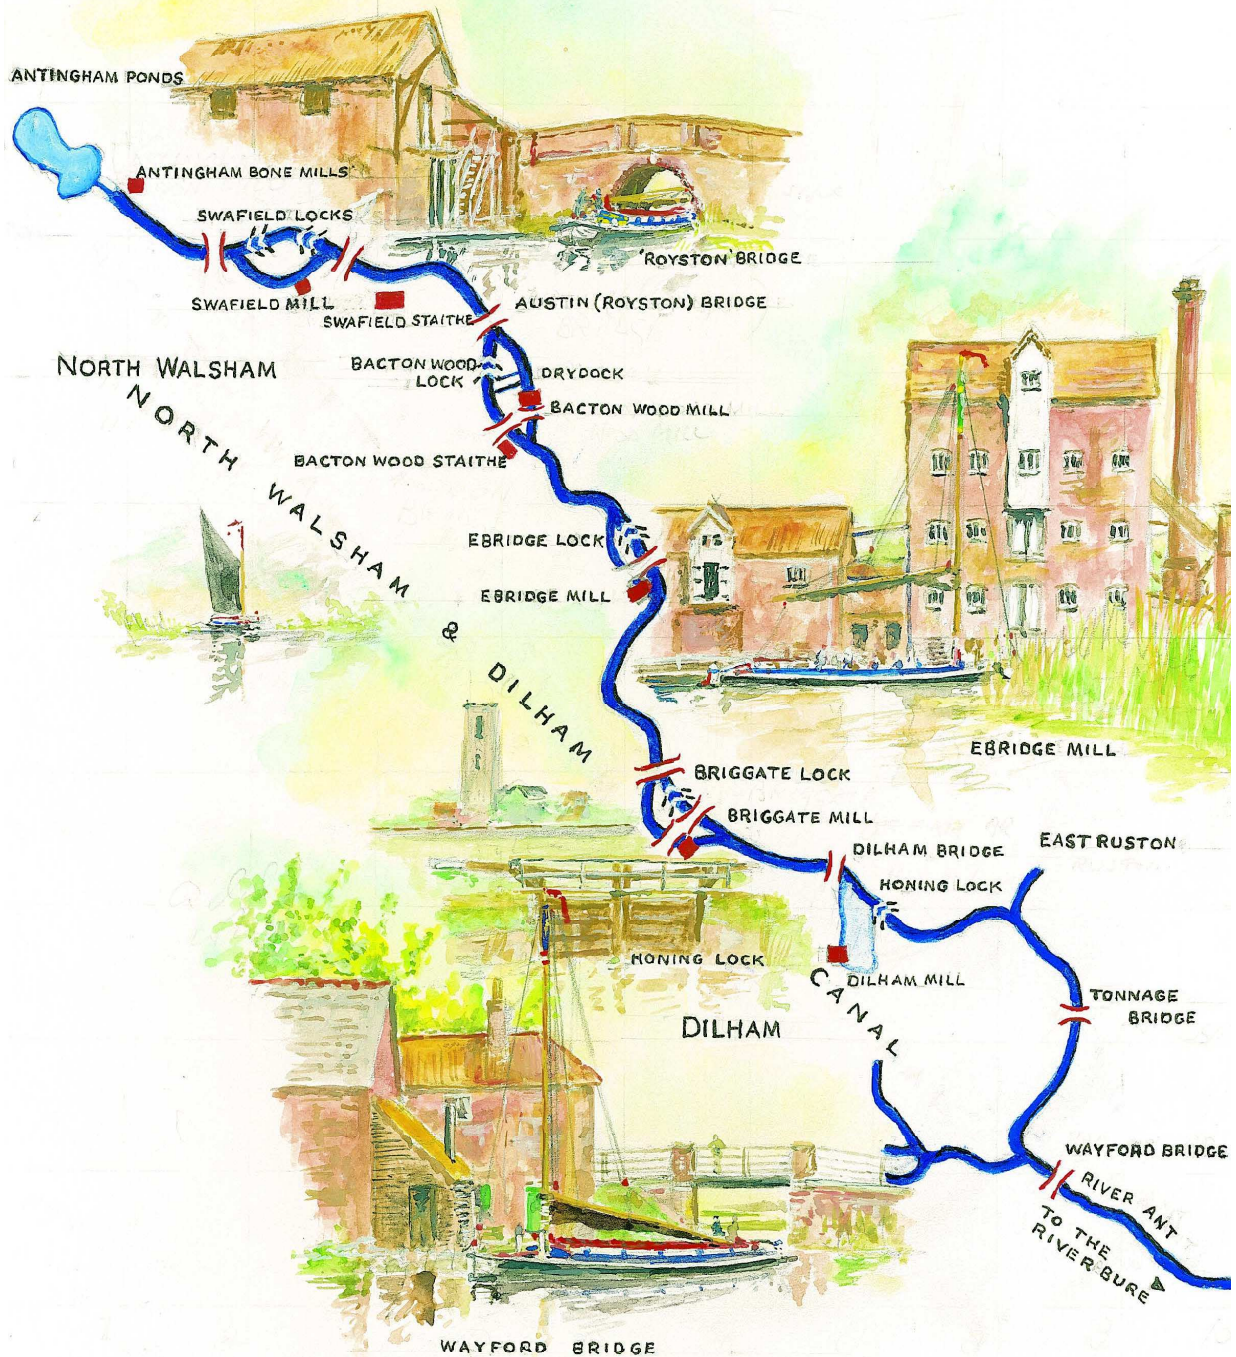 ANTINGHAM PONDS
ANTINGHAM BONE MILLS
SWAFIELD LOCKS
'ROYSTON' BRIDGE
SWAFIELD MILL
AUSTIN (ROYSTON) BRIDGE
SWAFIELD STAITHE
NORTH WALSHAM
BACTON WOOD
LOCK
DRYDOCK
BACTON WOOD MILL
BACTON WOOD STAITHE
NORTH WALSHAM & DILHAM CANAL
EBRIDGE LOCK
EBRIDGE MILL
EBRIDGE MILL
BRIGGATE LOCK
BRIGGATE MILL
DILHAM BRIDGE
EAST RUSTON
HONING LOCK
HONING LOCK
DILHAM MILL
DILHAM
TONNAGE
BRIDGE
WAYFORD BRIDGE
RIVER ANT
TO THE
RIVER BURE
WAYFORD BRIDGE